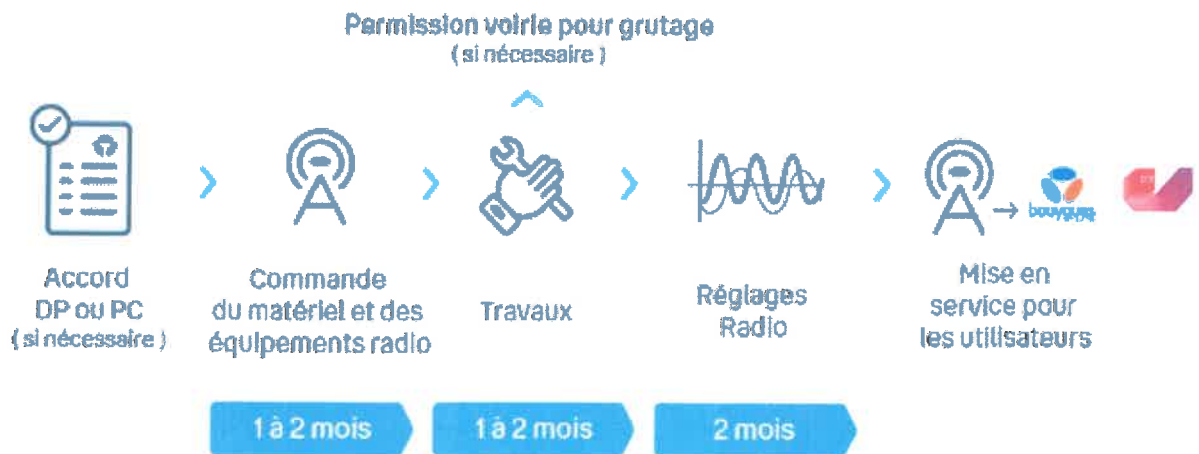 Permission voirie pour grutage
( si nécessaire )
Accord
DP ou PC
( si nécessaire )
Commande
du matériel et des
équipements radio
Travaux
Réglages
Radio
Mise en
service pour
les utilisateurs
bouygues
1 à 2 mois
1 à 2 mois
2 mois